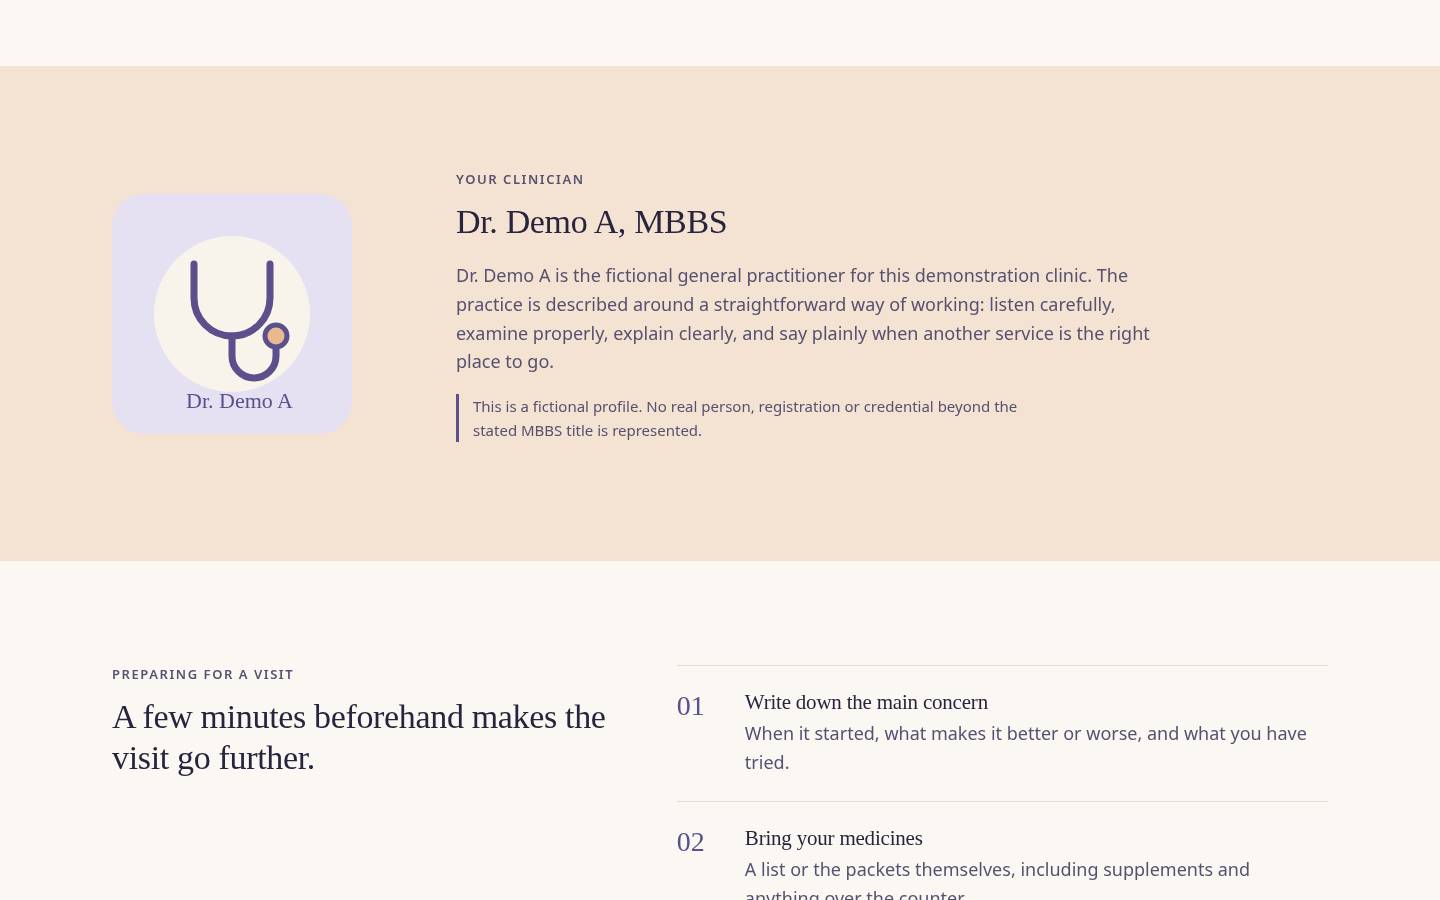 YOUR CLINICIAN
Dr. Demo A, MBBS
Dr. Demo A is the fictional general practitioner for this demonstration clinic. The
practice is described around a straightforward way of working: listen carefully,
examine properly, explain clearly, and say plainly when another service is the right
place to go.
This is a fictional profile. No real person, registration or credential beyond the
stated MBBS title is represented.
Dr. Demo A
PREPARING FOR A VISIT
A few minutes beforehand makes the
visit go further.
01
Write down the main concern
When it started, what makes it better or worse, and what you have
tried.
02
Bring your medicines
A list or the packets themselves, including supplements and
anything over the counter.